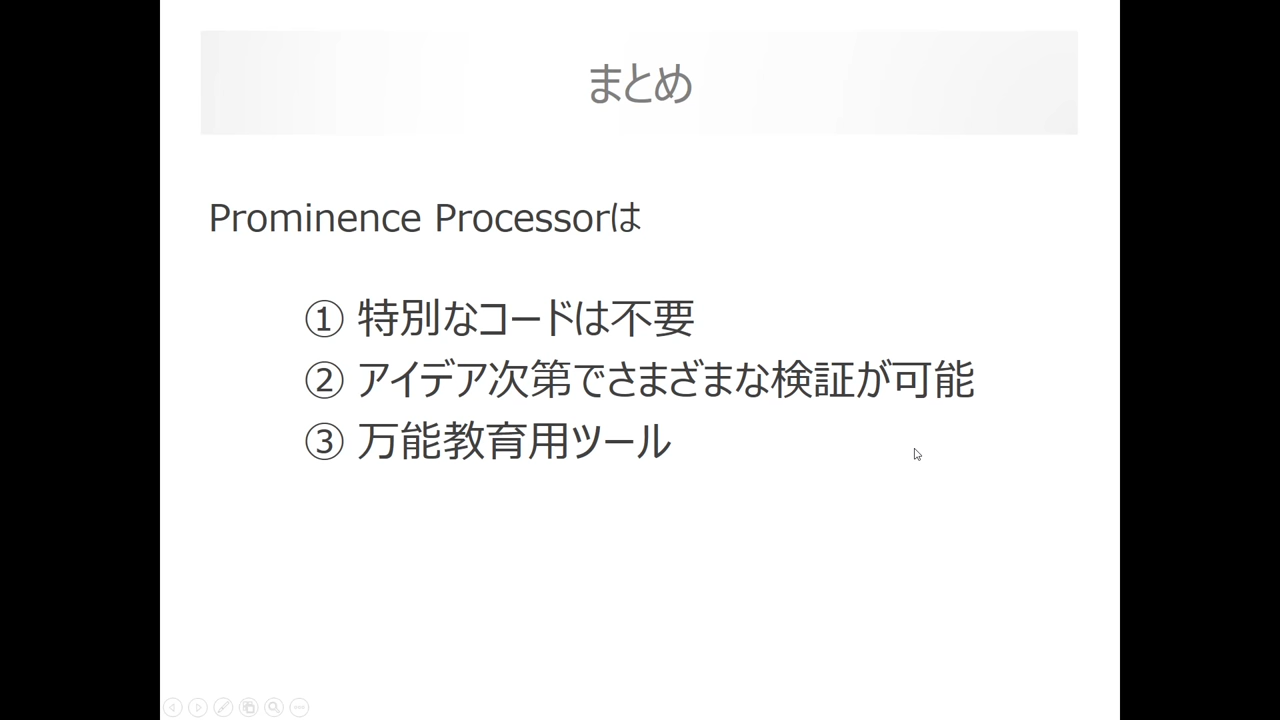 まとめ
Prominence Processorは
① 特別なコードは不要
② アイデア次第でさまざまな検証が可能
③ 万能教育用ツール